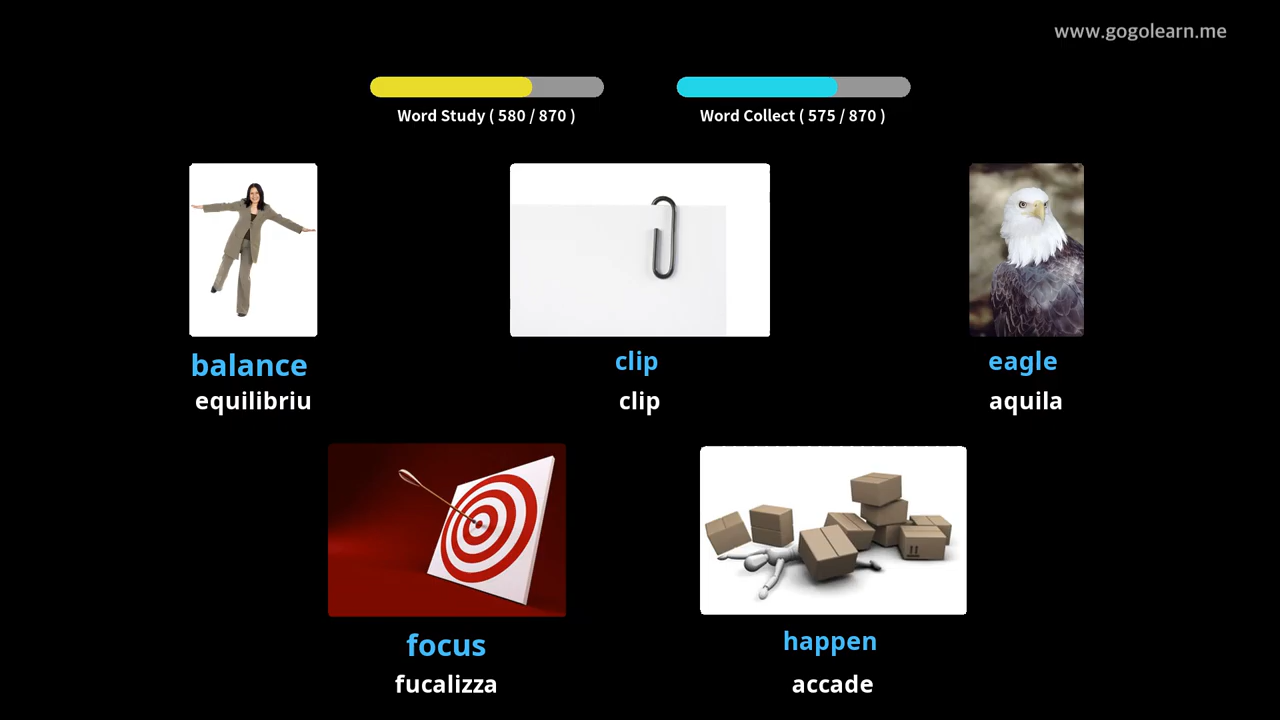 www.gogolearn.me
Word Study ( 580 / 870 )
Word Collect ( 575 / 870 )
balance
equilibriu
clip
clip
eagle
aquila
focus
fucalizza
happen
accade